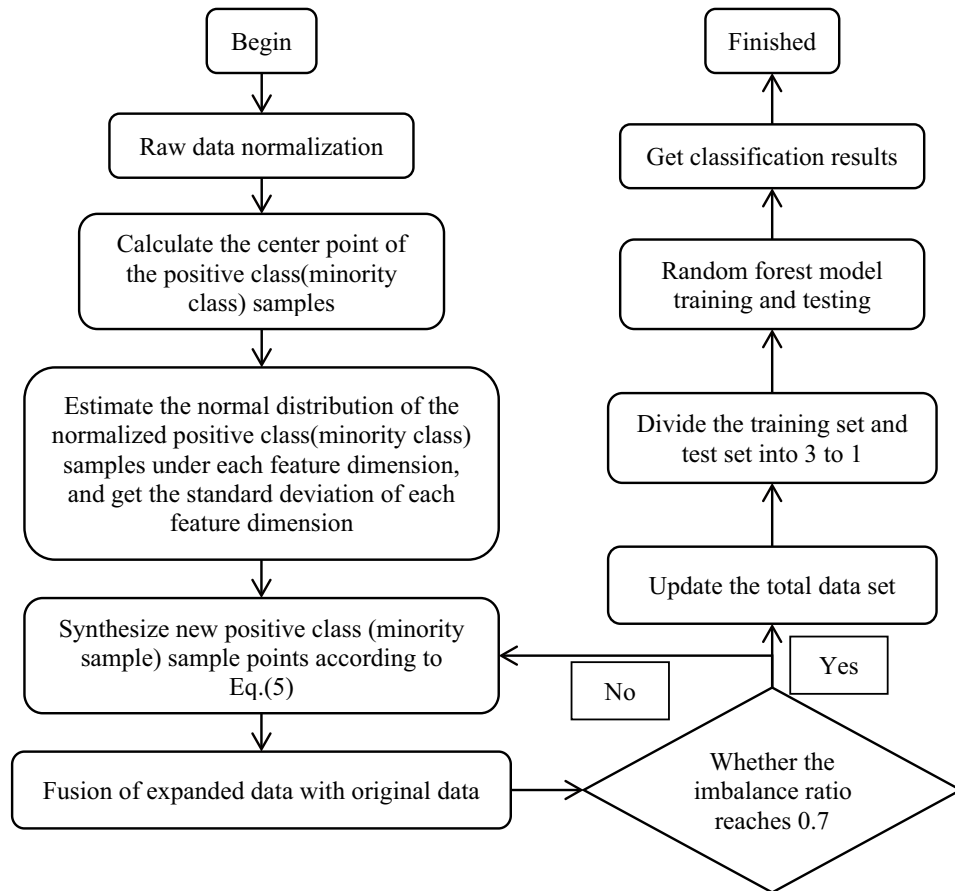 Begin
Raw data normalization
Calculate the center point of
the positive class(minority
class) samples
Estimate the normal distribution of the
normalized positive class(minority class)
samples under each feature dimension,
and get the standard deviation of each
feature dimension
Synthesize new positive class (minority
sample) sample points according to
Eq.(5)
Fusion of expanded data with original data
Whether the
imbalance ratio
reaches 0.7
No
Yes
Update the total data set
Divide the training set and
test set into 3 to 1
Random forest model
training and testing
Get classification results
Finished